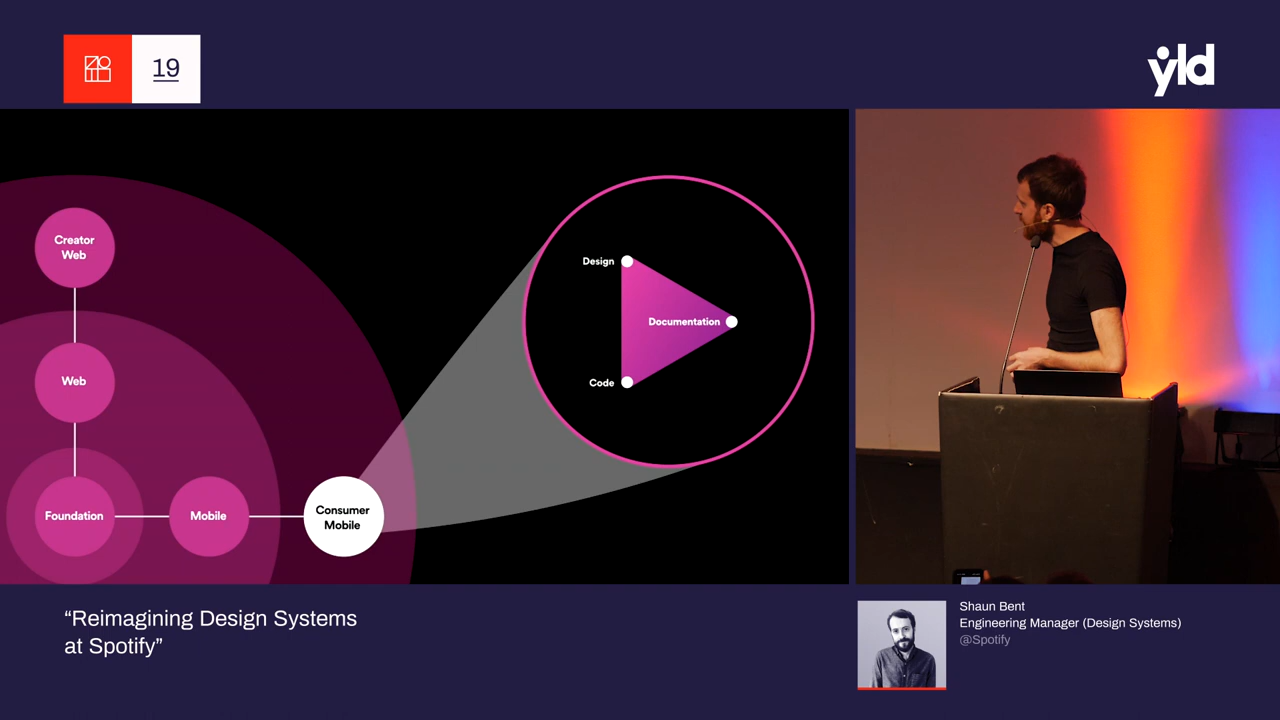 19
yld
Creator
Web
Web
Foundation
Mobile
Consumer
Mobile
Design
Documentation
Code
“Reimagining Design Systems
at Spotify”
Shaun Bent
Engineering Manager (Design Systems)
@Spotify